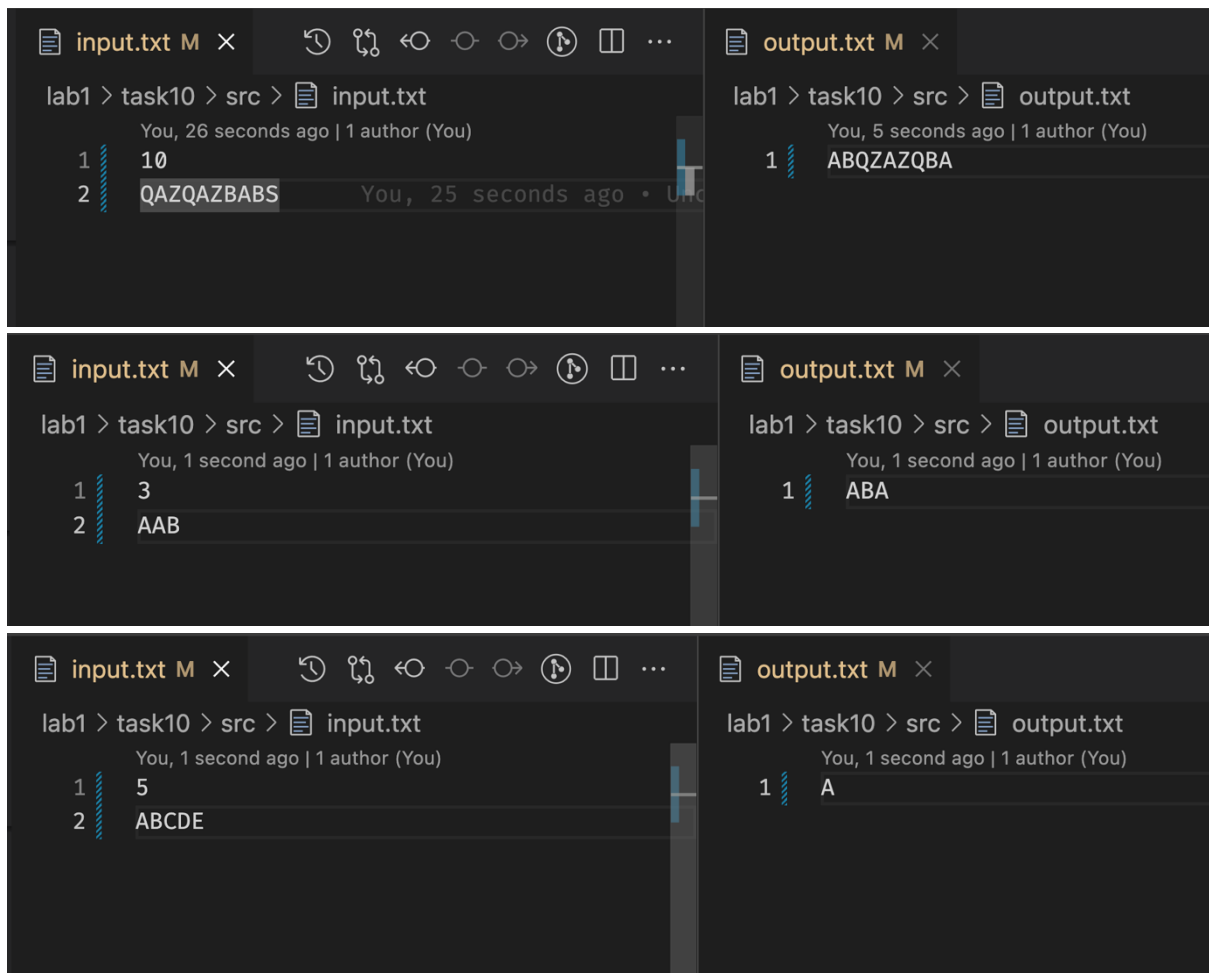 input.txt M
output.txt M
lab1 > task10 > src > input.txt
lab1 > task10 > src > output.txt
You, 26 seconds ago | 1 author (You)
You, 5 seconds ago | 1 author (You)
1 10
1 ABQZAZQBA
2 QAZQAZBABS You, 25 seconds ago •
input.txt M
output.txt M
lab1 > task10 > src > input.txt
lab1 > task10 > src > output.txt
You, 1 second ago | 1 author (You)
You, 1 second ago | 1 author (You)
1 3
1 ABA
2 AAB
input.txt M
output.txt M
lab1 > task10 > src > input.txt
lab1 > task10 > src > output.txt
You, 1 second ago | 1 author (You)
You, 1 second ago | 1 author (You)
1 5
1 A
2 ABCDE